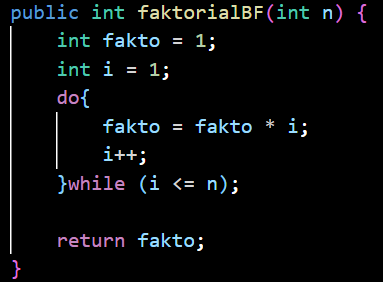 public int faktorialBF(int n) {
int fakto = 1;
int i = 1;
do{
fakto = fakto * i;
i++;
}while (i <= n);
return fakto;
}